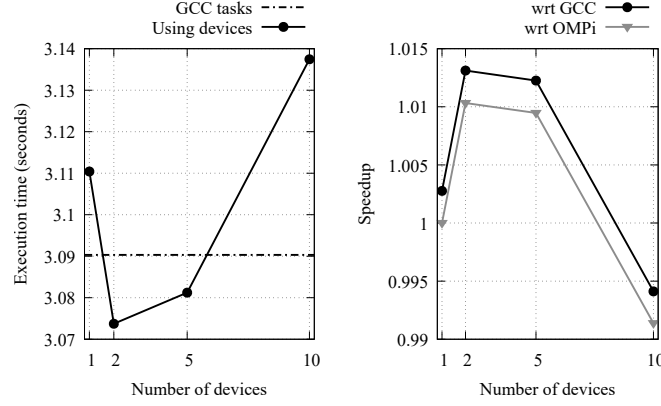 GCC tasks
Using devices
3.14
3.13
3.12
3.11
3.1
3.09
3.08
3.07
Execution time (seconds)
1 2 5 10
Number of devices
wrt GCC
wrt OMPi
1.015
1.01
1.005
1
0.995
0.99
Speedup
1 2 5 10
Number of devices